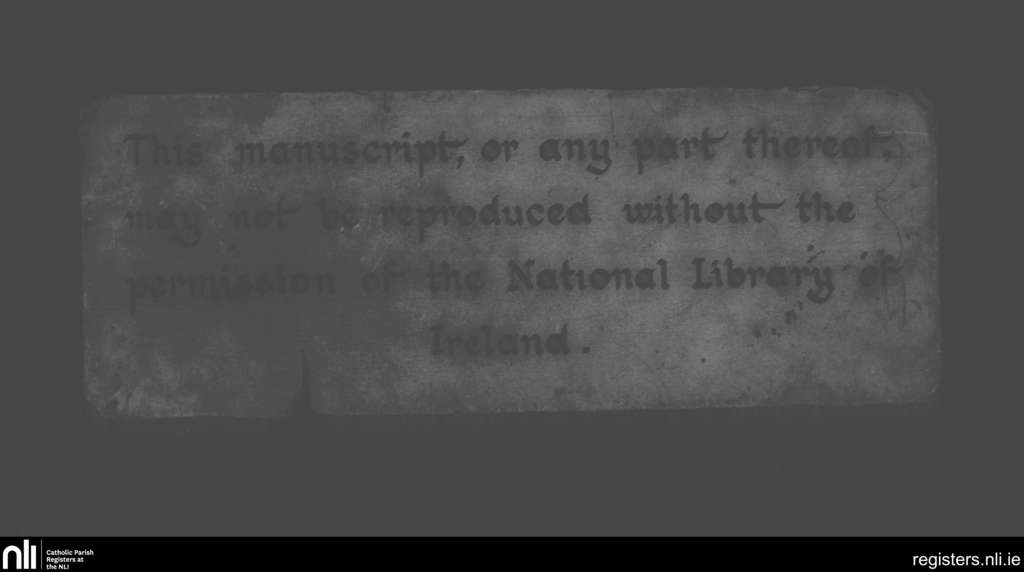 This manuscript, or any part thereof,
may not be reproduced without the
permission of the National Library of
Ireland.
nli
Catholic Parish
Registers at
the NLI
registers.nli.ie